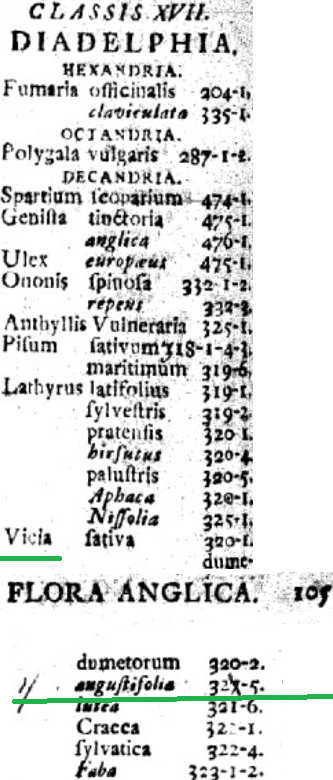 CLASSIS XVII.
DIADELPHIA.
HEXANDRIA.
Fumaria officinalis 204-1.
claviculata 335-1.
OCTANDRIA.
Polygala vulgaris 287-1-2.
DECANDRIA.
Spartium ſcoparium 474-1.
Geniſta tinctoria 475-1.
anglica 476-1.
Ulex europæus 475-1.
Ononis ſpinoſa 332-1-2.
repens 332-3.
Anthyllis Vulneraria 325-1.
Piſum ſativum 318-1-4-3.
maritimum 319-6.
Lathyrus latifolius 319-1.
ſylveſtris 319-2.
pratenſis 320-1.
hirſutus 320-4.
paluſtris 320-5.
Aphaca 320-1.
Niſſolia 325-1.
Vicia ſativa 320-1.
dume-
FLORA ANGLICA. 105
dumetorum 320-2.
anguſtifolia
lutea 321-6.
Cracca 322-1.
ſylvatica 322-4.
Faba 323-1-2.